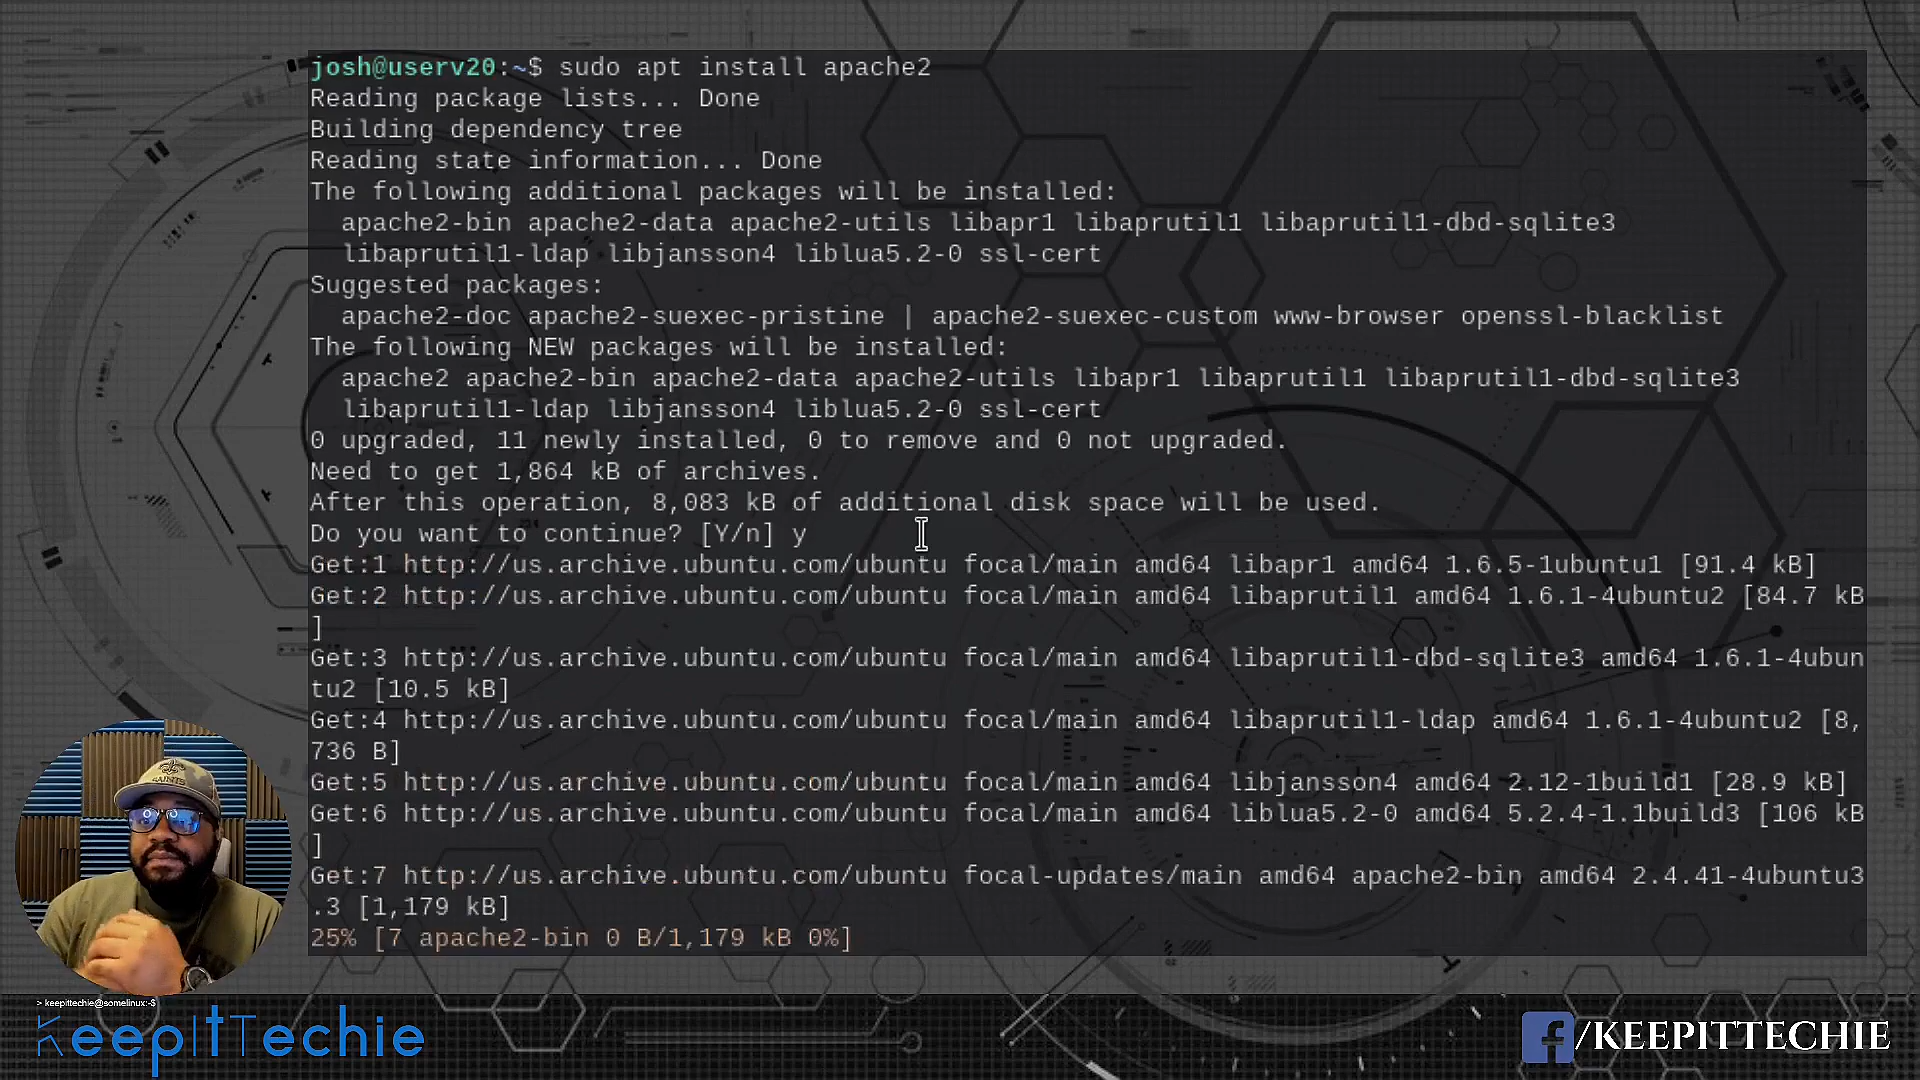 josh@userv20:~$ sudo apt install apache2
Reading package lists... Done
Building dependency tree
Reading state information... Done
The following additional packages will be installed:
  apache2-bin apache2-data apache2-utils libapr1 libaprutil1 libaprutil1-dbd-sqlite3
  libaprutil1-ldap libjansson4 liblua5.2-0 ssl-cert
Suggested packages:
  apache2-doc apache2-suexec-pristine | apache2-suexec-custom www-browser openssl-blacklist
The following NEW packages will be installed:
  apache2 apache2-bin apache2-data apache2-utils libapr1 libaprutil1 libaprutil1-dbd-sqlite3
  libaprutil1-ldap libjansson4 liblua5.2-0 ssl-cert
0 upgraded, 11 newly installed, 0 to remove and 0 not upgraded.
Need to get 1,864 kB of archives.
After this operation, 8,083 kB of additional disk space will be used.
Do you want to continue? [Y/n] y
Get:1 http://us.archive.ubuntu.com/ubuntu focal/main amd64 libapr1 amd64 1.6.5-1ubuntu1 [91.4 kB]
Get:2 http://us.archive.ubuntu.com/ubuntu focal/main amd64 libaprutil1 amd64 1.6.1-4ubuntu2 [84.7 kB
]
Get:3 http://us.archive.ubuntu.com/ubuntu focal/main amd64 libaprutil1-dbd-sqlite3 amd64 1.6.1-4ubun
tu2 [10.5 kB]
Get:4 http://us.archive.ubuntu.com/ubuntu focal/main amd64 libaprutil1-ldap amd64 1.6.1-4ubuntu2 [8,
736 B]
Get:5 http://us.archive.ubuntu.com/ubuntu focal/main amd64 libjansson4 amd64 2.12-1build1 [28.9 kB]
Get:6 http://us.archive.ubuntu.com/ubuntu focal/main amd64 liblua5.2-0 amd64 5.2.4-1.1build3 [106 kB
]
Get:7 http://us.archive.ubuntu.com/ubuntu focal-updates/main amd64 apache2-bin amd64 2.4.41-4ubuntu3
.3 [1,179 kB]
25% [7 apache2-bin 0 B/1,179 kB 0%]
SAINTS
> keepittechie@somelinux:~$
KeepItTechie
f/KEEPITTECHIE